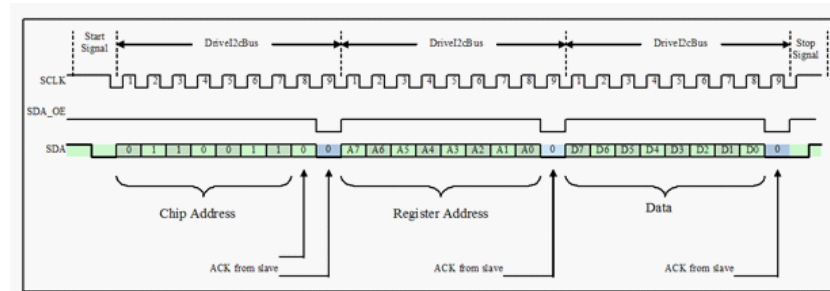 Start Signal
DriveI2cBus
DriveI2cBus
DriveI2cBus
Stop Signal
SCLK
1 2 3 4 5 6 7 8 9 1 2 3 4 5 6 7 8 9 1 2 3 4 5 6 7 8 9
SDA_OE
SDA
0 1 1 0 0 1 1 0 0 A7 A6 A5 A4 A3 A2 A1 A0 0 D7 D6 D5 D4 D3 D2 D1 D0 0
Chip Address
Register Address
Data
ACK from slave
ACK from slave
ACK from slave